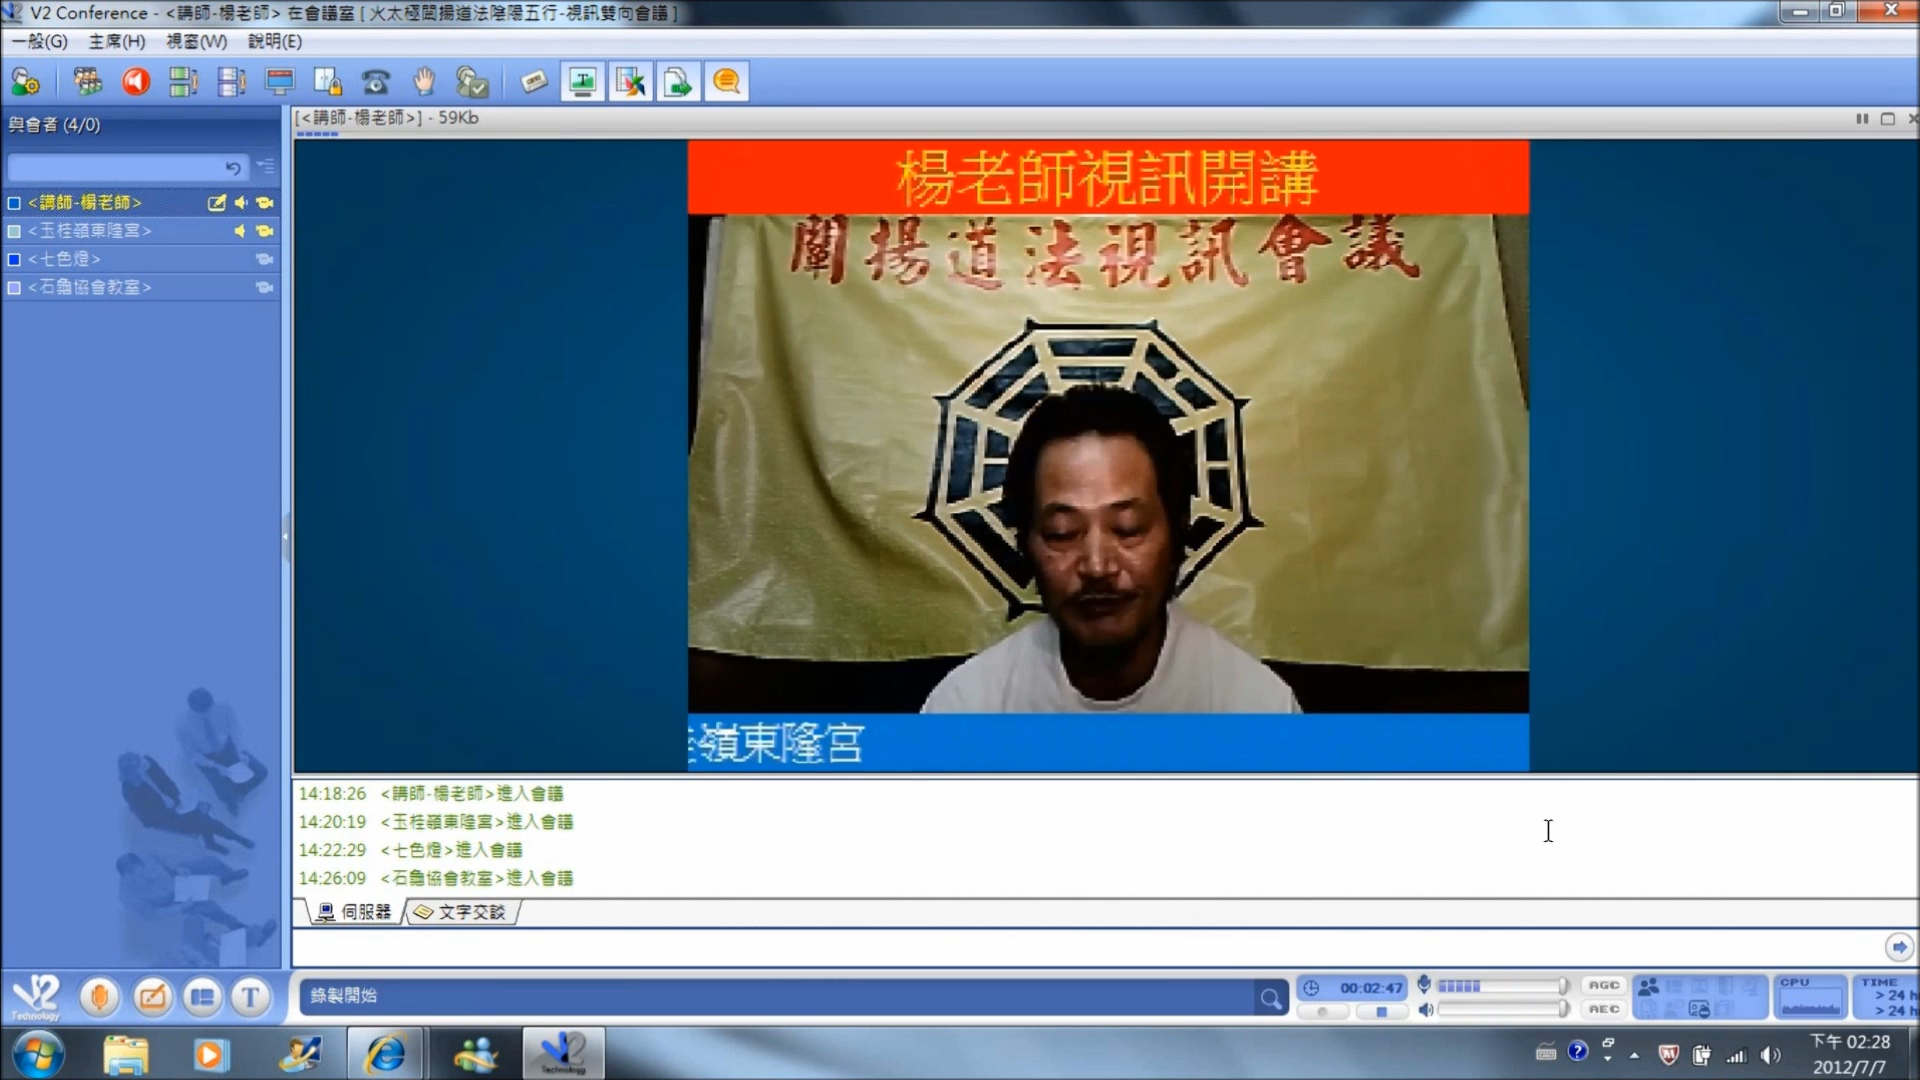 V2 Conference - <講師-楊老師> 在會議室 [ 火太極闡揚道法陰陽五行-視訊雙向會議 ]
一般(G) 主席(H) 視窗(W) 說明(E)
與會者 (4/0)
<講師-楊老師>
<玉桂嶺東隆宮>
<七色燈>
<石龜協會教室>
[<講師-楊老師>] - 59Kb
楊老師視訊開講
闡揚道法視訊會議
嶺東隆宮
14:18:26 <講師-楊老師>進入會議
14:20:19 <玉桂嶺東隆宮>進入會議
14:22:29 <七色燈>進入會議
14:26:09 <石龜協會教室>進入會議
伺服器 文字交談
V2 Technology
T
錄製開始
00:02:47
AGC
AEC
CPU
TIME
> 24 h
> 24 h
V2 Technology
下午 02:28
2012/7/7